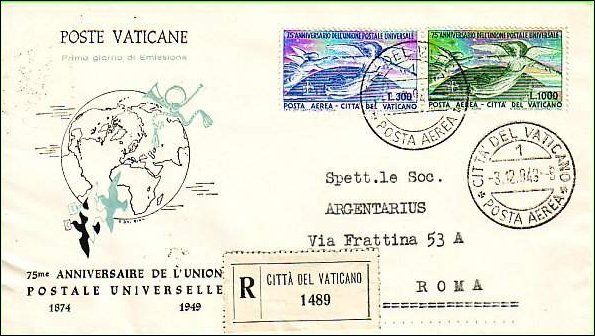 POSTE VATICANE
Primo giorno di Emissione
75° ANNIVERSARIO DELL'UNIONE POSTALE UNIVERSALE
L.300
POSTA AEREA - CITTÀ DEL VATICANO
75° ANNIVERSARIO DELL'UNIONE POSTALE UNIVERSALE
L.1000
POSTA AEREA - CITTÀ DEL VATICANO
POSTA AEREA
CITTA' DEL VATICANO
1
-3.12.949-8
POSTA AEREA
Spett.le Soc.
ARGENTARIUS
Via Frattina 53 A
ROMA
75me ANNIVERSAIRE DE L'UNION
POSTALE UNIVERSELLE
1874 1949
R
CITTÀ DEL VATICANO
1489